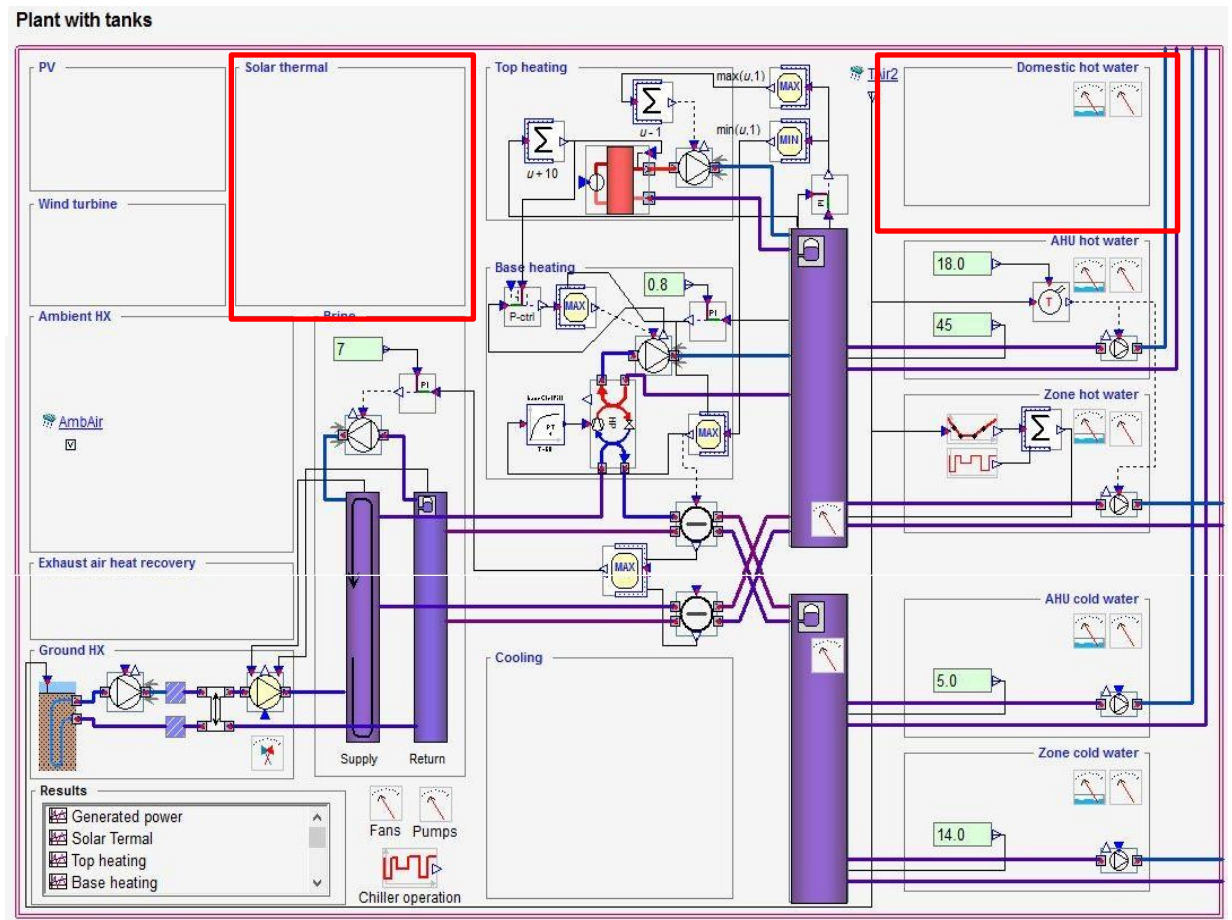 Plant with tanks
PV
Solar thermal
Top heating
max(u,1)
MAX
TAir2
Domestic hot water
Σ
u - 1
min(u,1)
MIN
Σ
u + 10
PI
Wind turbine
AHU hot water
18.0
T
45
Base heating
0.8
P-ctrl
MAX
PI
Ambient HX
Brine
7
PI
AmbAir
PT
MAX
Zone hot water
Σ
MAX
Exhaust air heat recovery
AHU cold water
5.0
Ground HX
Cooling
Supply
Return
Zone cold water
14.0
Results
Generated power
Solar Termal
Top heating
Base heating
Fans
Pumps
Chiller operation